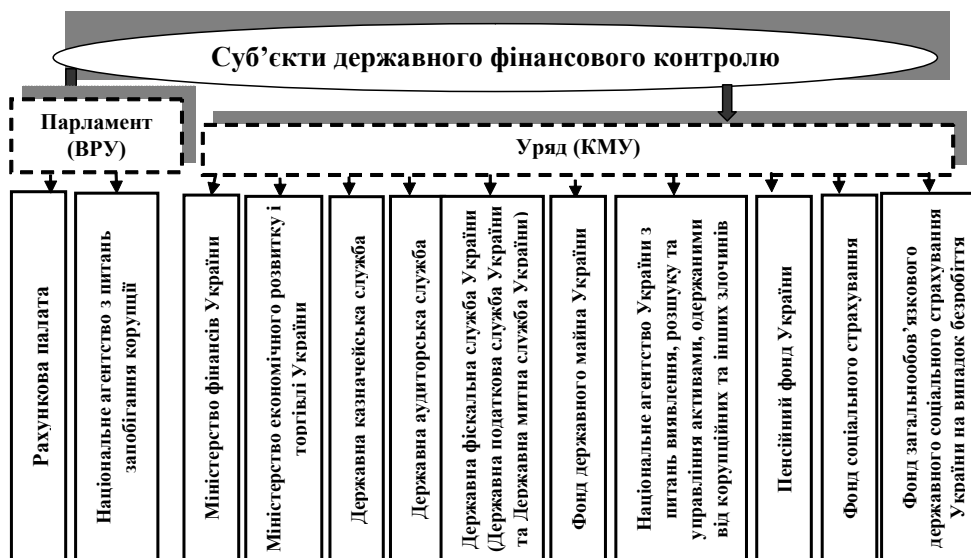 Суб’єкти державного фінансового контролю
Парламент
(ВРУ)
Уряд (КМУ)
Рахункова палата
Національне агентство з питань
запобігання корупції
Міністерство фінансів України
Міністерство економічного розвитку і
торгівлі України
Державна казначейська служба
Державна аудиторська служба
Державна фіскальна служба України
(Державна податкова служба України
та Державна митна служба України)
Фонд державного майна України
Національне агентство України з
питань виявлення, розшуку та
управління активами, одержаними
від корупційних та інших злочинів
Пенсійний фонд України
Фонд соціального страхування
Фонд загальнообов’язкового
державного соціального страхування
України на випадок безробіття